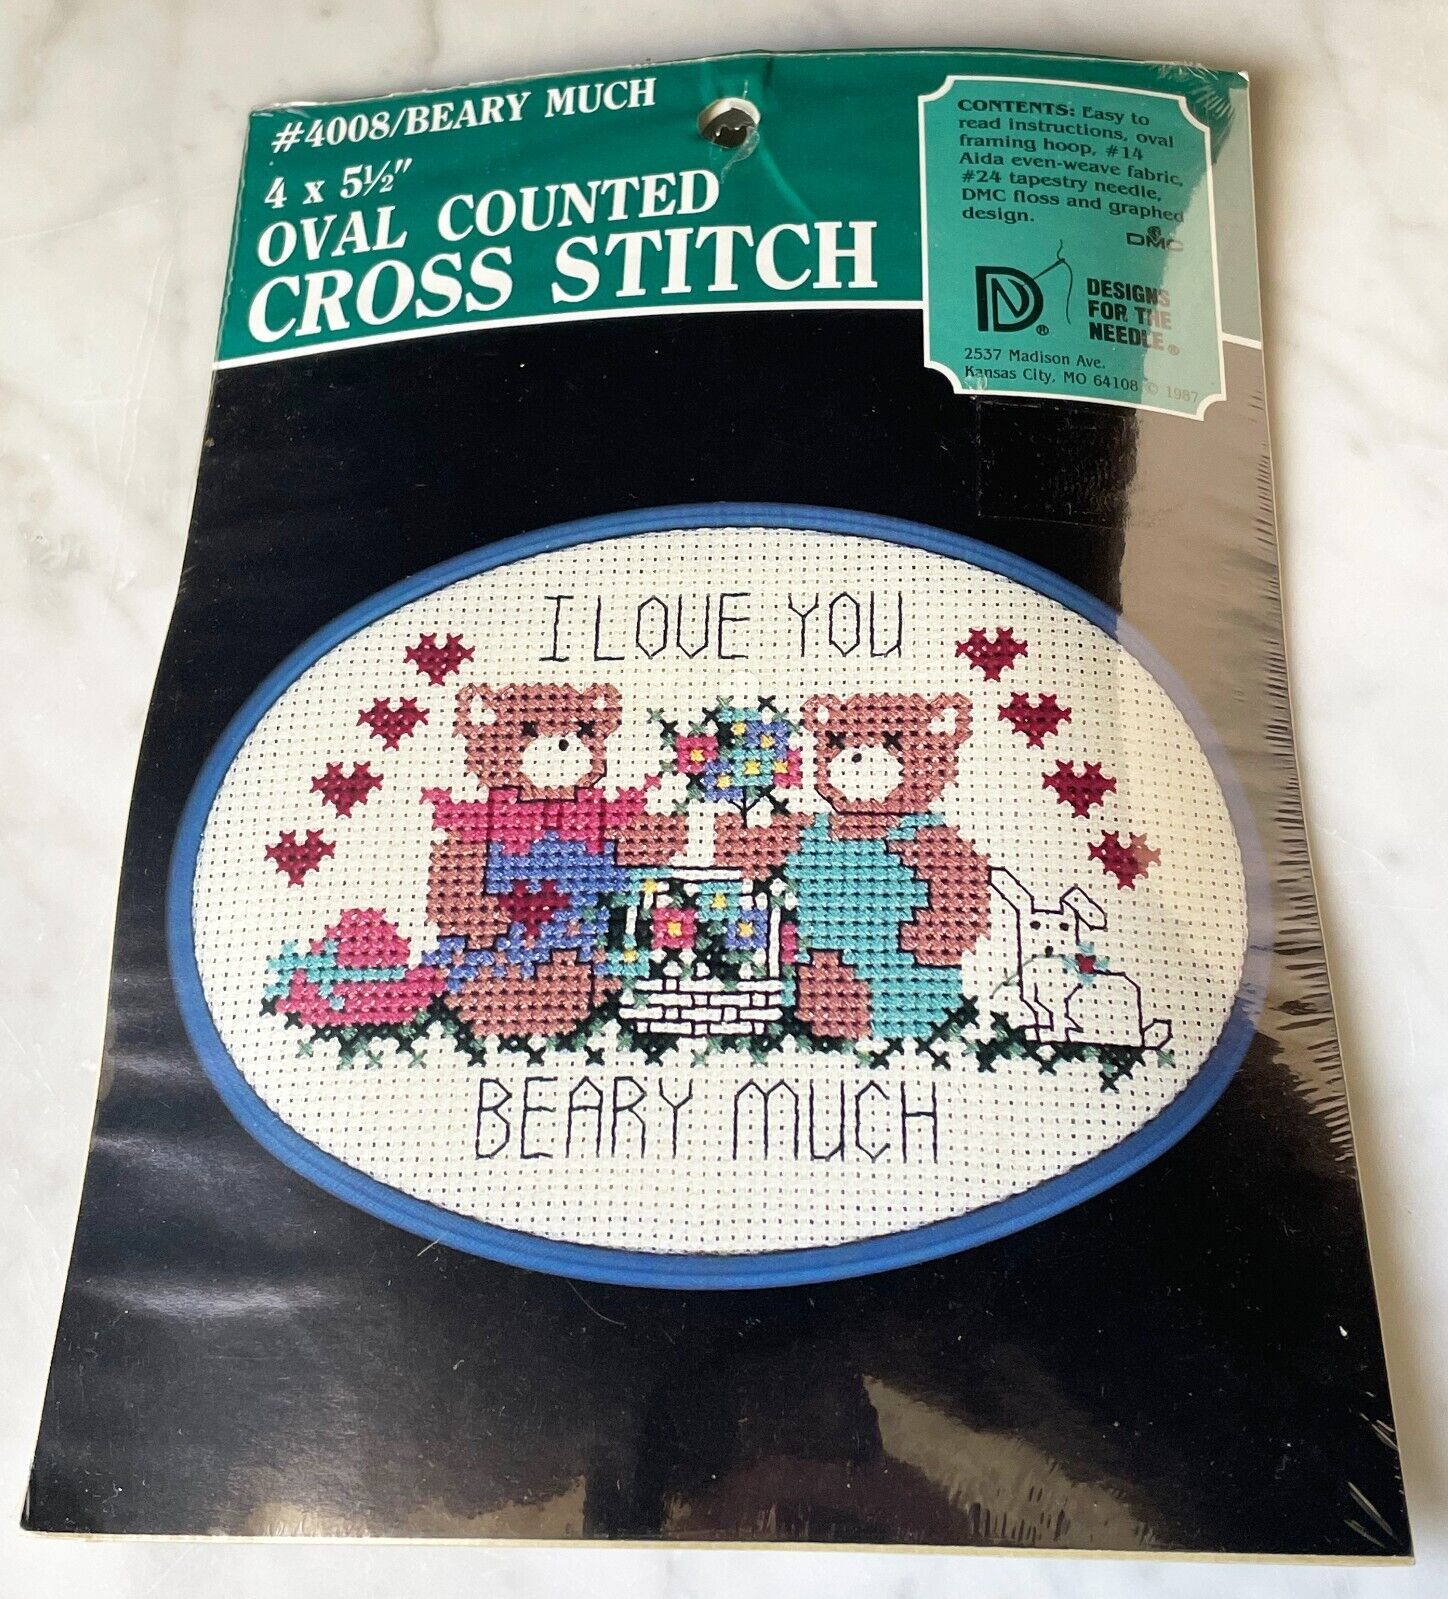 #4008/BEARY MUCH
4 x 5½"
OVAL COUNTED
CROSS STITCH
CONTENTS: Easy to
read instructions, oval
framing hoop, #14
Aida even-weave fabric,
#24 tapestry needle,
DMC floss and graphed
design.
DMC
DN®
DESIGNS
FOR THE
NEEDLE®
2537 Madison Ave.
Kansas City, MO 64108 © 1987
I LOVE YOU
BEARY MUCH